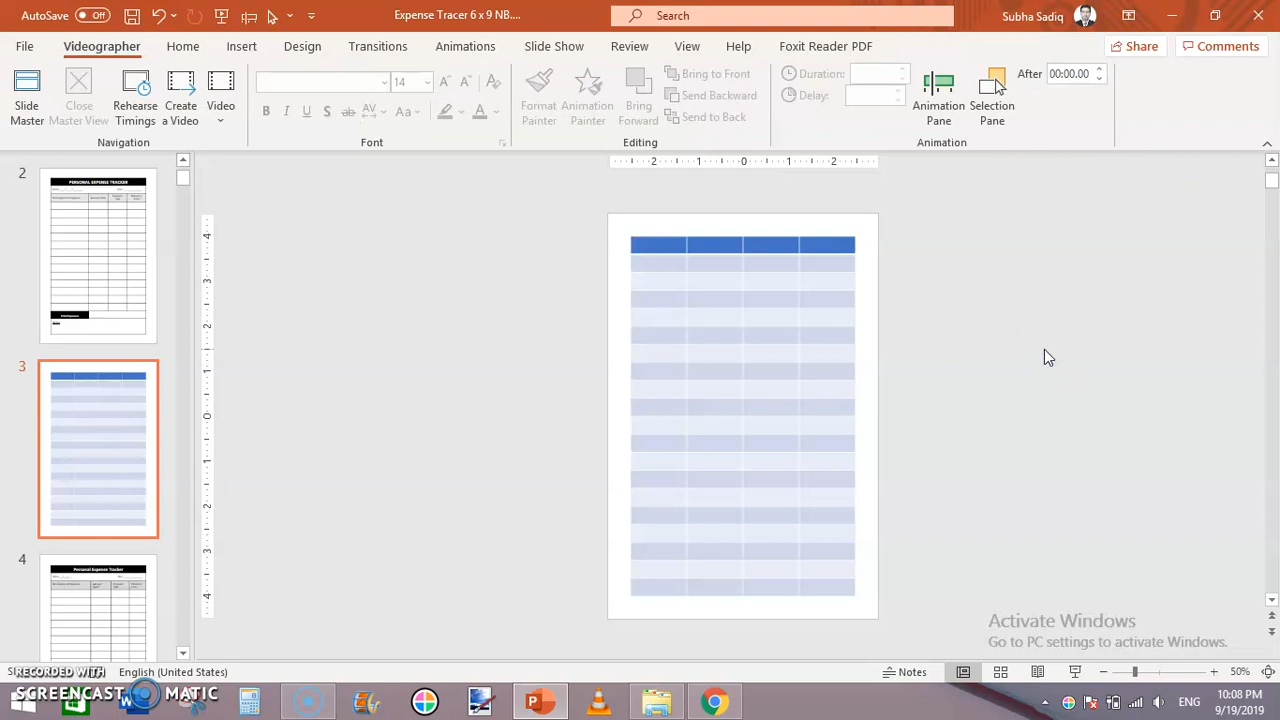 AutoSave Off Expense Tracer 6 x 9 NB.... Search Subha Sadiq
File Videographer Home Insert Design Transitions Animations Slide Show Review View Help Foxit Reader PDF Share Comments
Slide Master
Close Master View
Rehearse Timings
Create a Video
Video
14
Format Painter
Animation Painter
Bring Forward
Bring to Front
Send Backward
Send to Back
Duration:
Delay:
Animation Pane
Selection Pane
After 00:00.00
Navigation Font Editing Animation
2
PERSONAL EXPENSE TRACKER
3
4
Personal Expense Tracker
Activate Windows
Go to PC settings to activate Windows.
RECORDED WITH
SCREENCAST MATIC
English (United States) Notes 50%
ENG
10:08 PM
9/19/2019